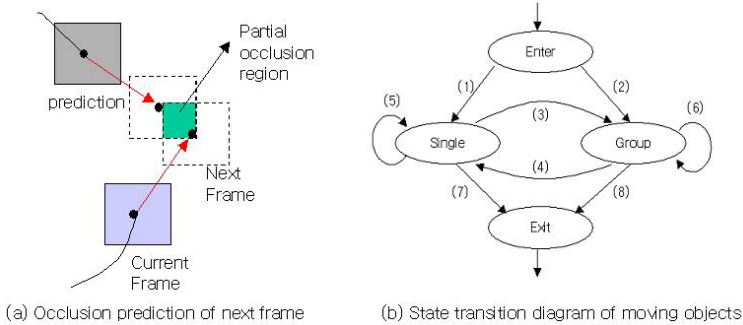 Partial
occlusion
region
prediction
Next
Frame
Current
Frame
(a) Occlusion prediction of next frame
Enter
(1)
(2)
(5)
(3)
(6)
Single
Group
(4)
(7)
(8)
Exit
(b) State transition diagram of moving objects